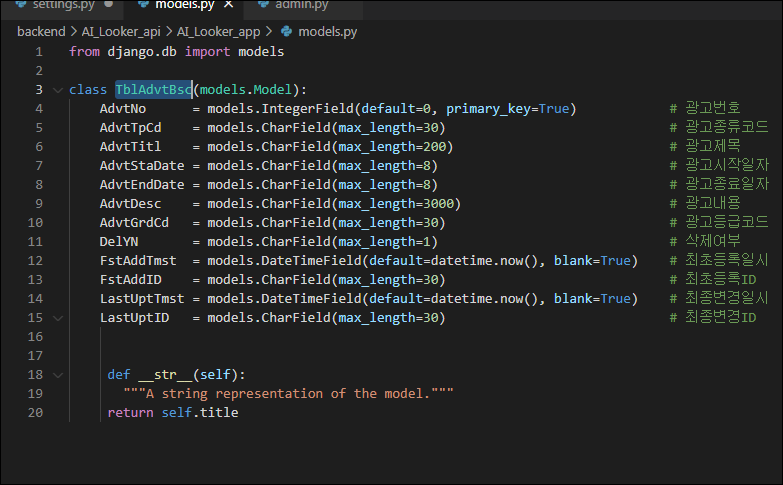 settings.py models.py admin.py
backend > AI_Looker_api > AI_Looker_app > models.py
1 from django.db import models
2
3 class TblAdvtBsc(models.Model):
4 AdvtNo = models.IntegerField(default=0, primary_key=True) # 광고번호
5 AdvtTpCd = models.CharField(max_length=30) # 광고종류코드
6 AdvtTitl = models.CharField(max_length=200) # 광고제목
7 AdvtStaDate = models.CharField(max_length=8) # 광고시작일자
8 AdvtEndDate = models.CharField(max_length=8) # 광고종료일자
9 AdvtDesc = models.CharField(max_length=3000) # 광고내용
10 AdvtGrdCd = models.CharField(max_length=30) # 광고등급코드
11 DelYN = models.CharField(max_length=1) # 삭제여부
12 FstAddTmst = models.DateTimeField(default=datetime.now(), blank=True) # 최초등록일시
13 FstAddID = models.CharField(max_length=30) # 최초등록ID
14 LastUptTmst = models.DateTimeField(default=datetime.now(), blank=True) # 최종변경일시
15 LastUptID = models.CharField(max_length=30) # 최종변경ID
16
17
18 def __str__(self):
19 """A string representation of the model."""
20 return self.title